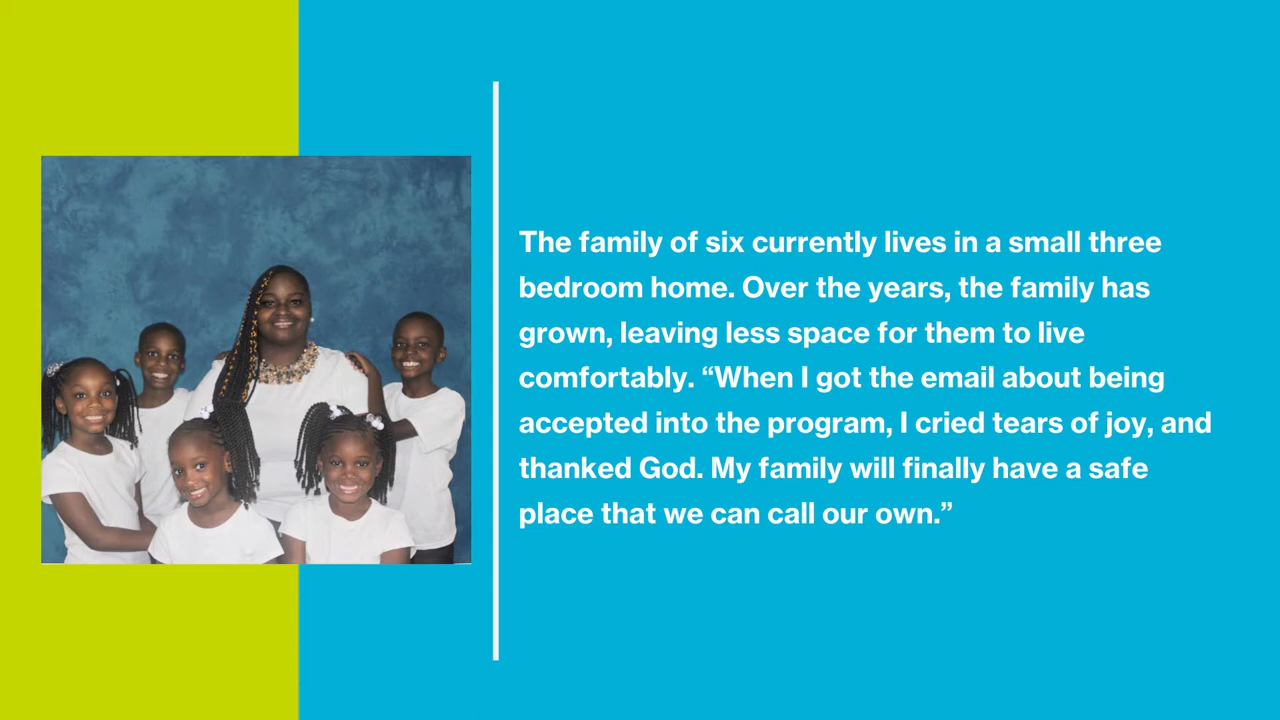 The family of six currently lives in a small three
bedroom home. Over the years, the family has
grown, leaving less space for them to live
comfortably. “When I got the email about being
accepted into the program, I cried tears of joy, and
thanked God. My family will finally have a safe
place that we can call our own.”